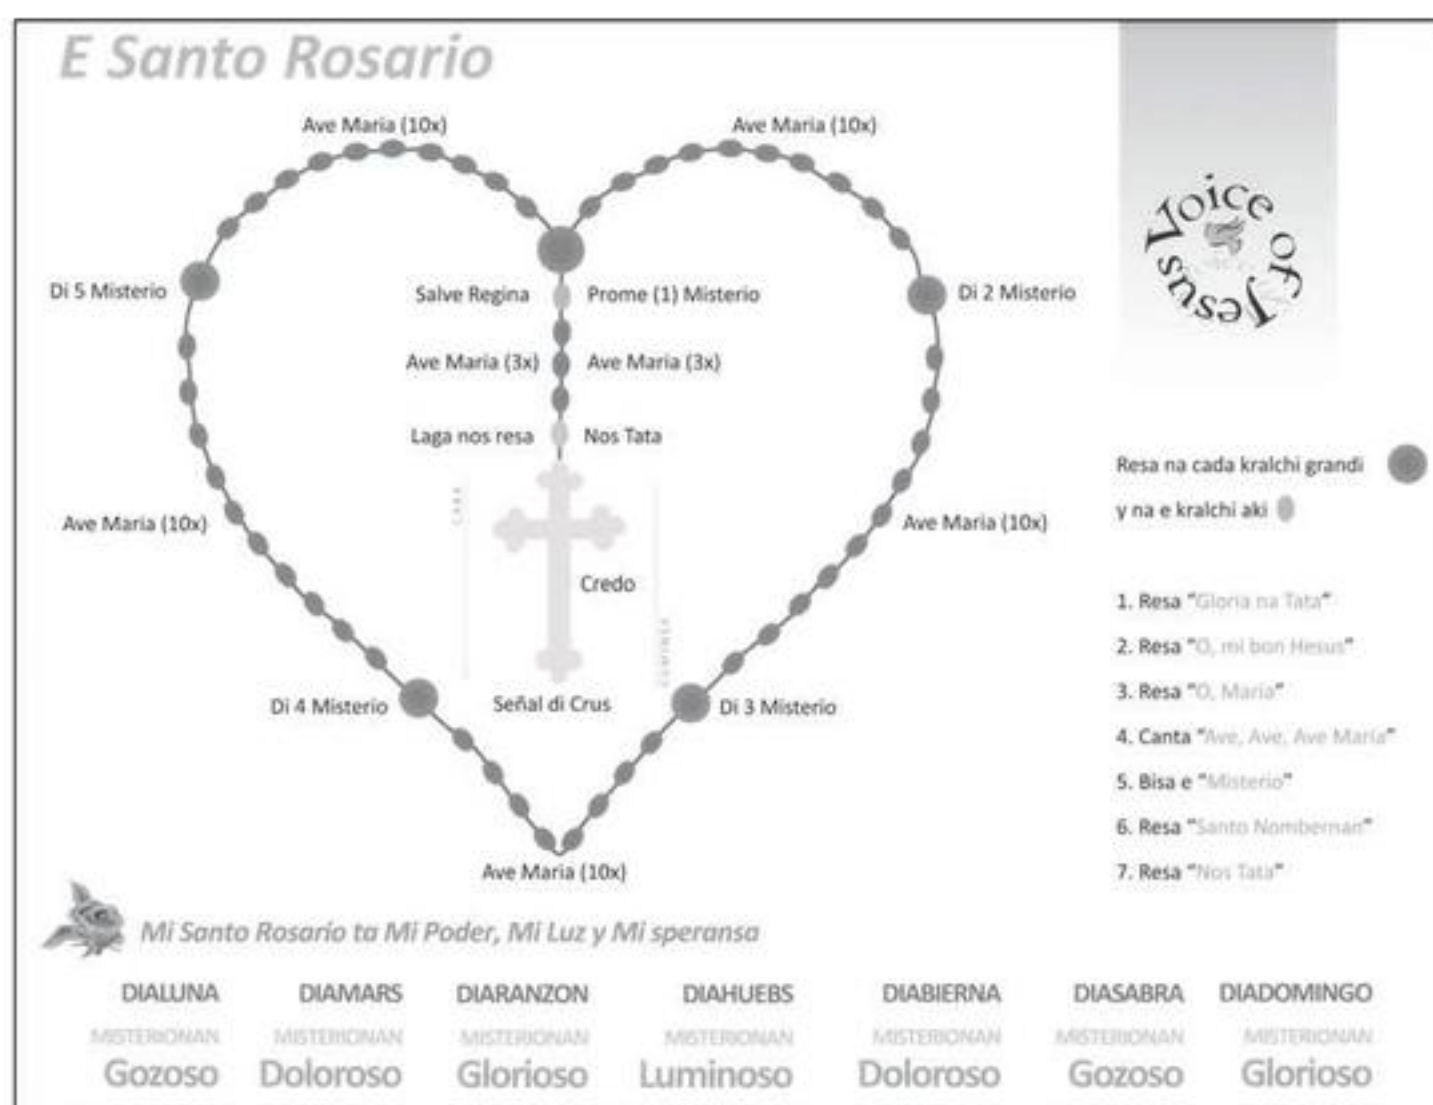 E Santo Rosario
Ave Maria (10x)
Ave Maria (10x)
Voice of Jesus
Di 5 Misterio
Salve Regina
Prome (1) Misterio
Di 2 Misterio
Ave Maria (3x)
Ave Maria (3x)
Laga nos resa
Nos Tata
Resa na cada kralchi grandi
y na e kralchi aki
CABA
Ave Maria (10x)
Ave Maria (10x)
Credo
CUMINSA
1. Resa "Gloria na Tata"
2. Resa "O, mi bon Hesus"
3. Resa "O, Maria"
Di 4 Misterio
Señal di Crus
Di 3 Misterio
4. Canta "Ave, Ave, Ave Maria"
5. Bisa e "Misterio"
6. Resa "Santo Nombernan"
Ave Maria (10x)
7. Resa "Nos Tata"
Mi Santo Rosario ta Mi Poder, Mi Luz y Mi speransa
DIALUNA DIAMARS DIARANZON DIAHUEBS DIABIERNA DIASABRA DIADOMINGO
MISTERIONAN MISTERIONAN MISTERIONAN MISTERIONAN MISTERIONAN MISTERIONAN MISTERIONAN
Gozoso Doloroso Glorioso Luminoso Doloroso Gozoso Glorioso